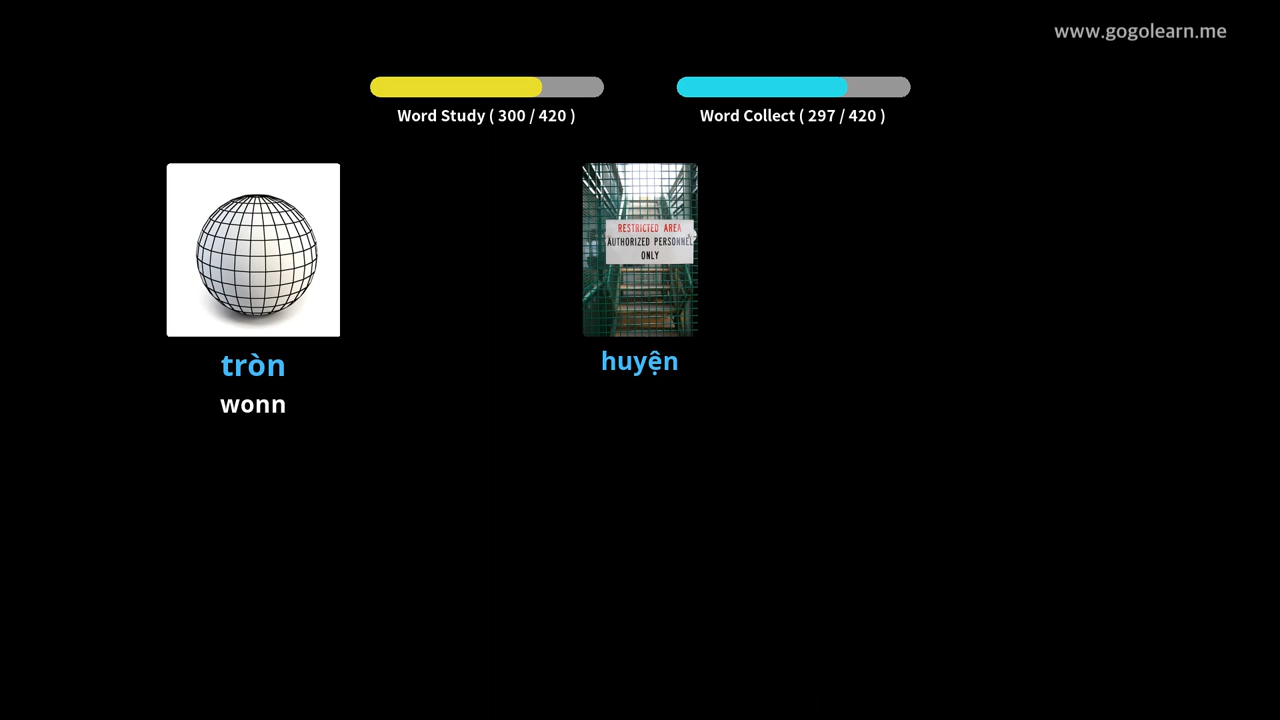 www.gogolearn.me
Word Study ( 300 / 420 )
Word Collect ( 297 / 420 )
RESTRICTED AREA
AUTHORIZED PERSONNEL
ONLY
tròn
huyện
wonn